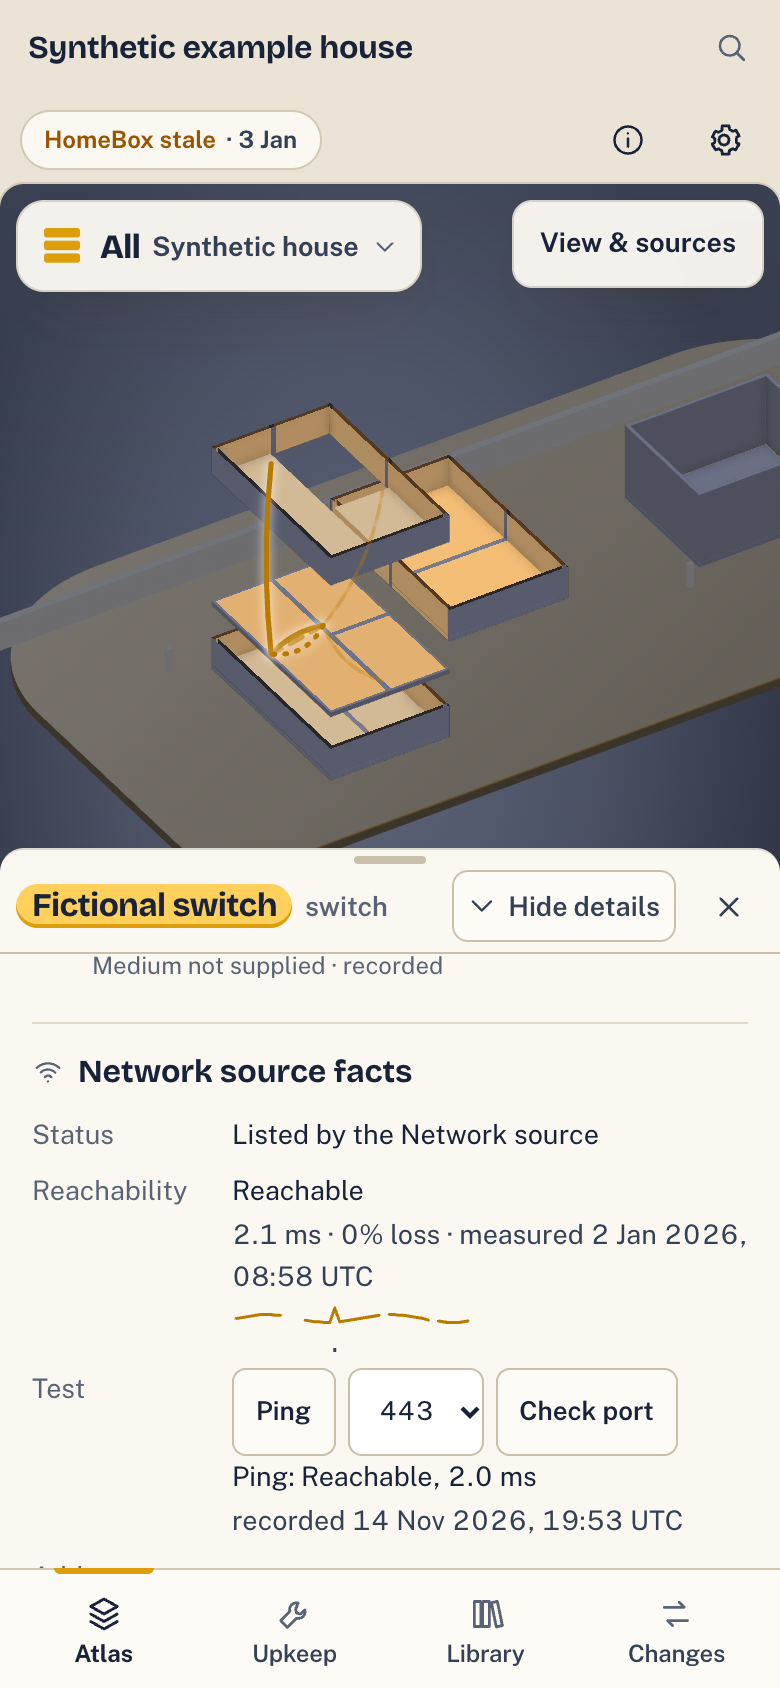 Synthetic example house
HomeBox stale · 3 Jan
All Synthetic house
View & sources
Fictional switch switch
Hide details
Medium not supplied · recorded
Network source facts
Status Listed by the Network source
Reachability Reachable
2.1 ms · 0% loss · measured 2 Jan 2026,
08:58 UTC
Test
Ping 443 Check port
Ping: Reachable, 2.0 ms
recorded 14 Nov 2026, 19:53 UTC
Atlas Upkeep Library Changes